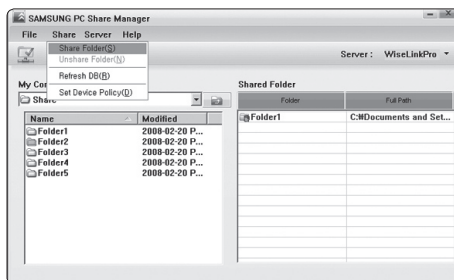 SAMSUNG PC Share Manager
File Share Server Help
Share Folder(S)
Unshare Folder(N)
Refresh DB(R)
Set Device Policy(D)
Server : WiseLinkPro
My Com
Share
Name Modified
Folder1 2008-02-20 P...
Folder2 2008-02-20 P...
Folder3 2008-02-20 P...
Folder4 2008-02-20 P...
Folder5 2008-02-20 P...
Shared Folder
Folder Full Path
Folder1 C:₩Documents and Set...